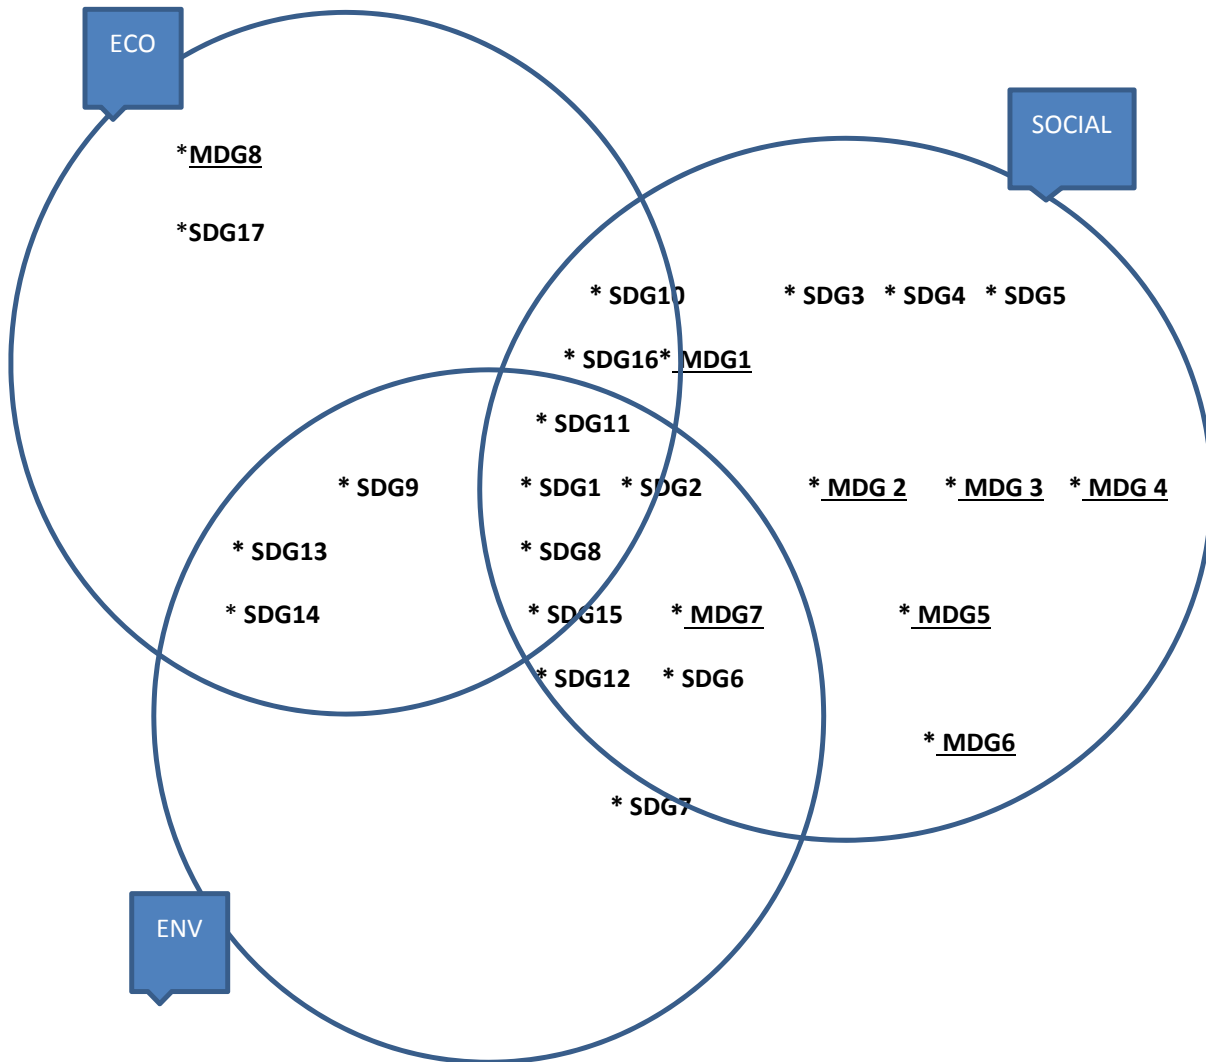 ECO
SOCIAL
*MDG8
*SDG17
* SDG10 * SDG3 * SDG4 * SDG5
* SDG16* MDG1
* SDG11
* SDG9 * SDG1 * SDG2 * MDG 2 * MDG 3 * MDG 4
* SDG13 * SDG8
* SDG14 * SDG15 * MDG7 * MDG5
* SDG12 * SDG6
* MDG6
* SDG7
ENV